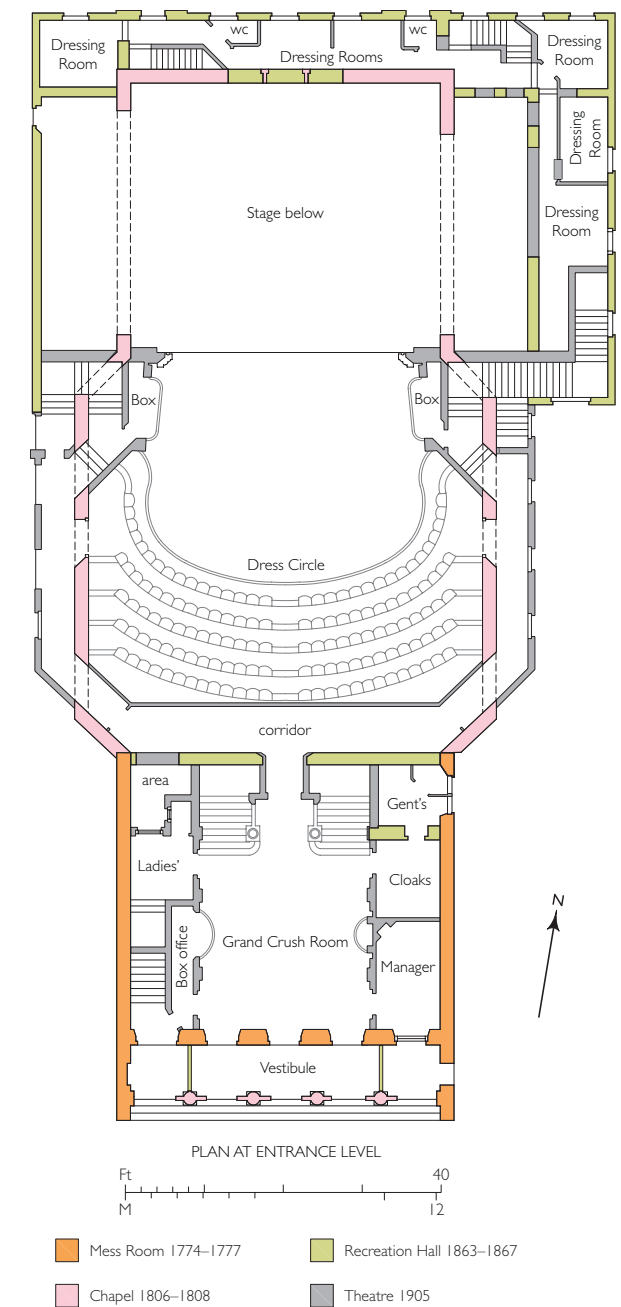 wc
wc
Dressing
Room
Dressing Rooms
Dressing
Room
Dressing
Room
Stage below
Dressing
Room
Box
Box
Dress Circle
corridor
area
Gent's
Ladies'
Cloaks
Box office
Grand Crush Room
Manager
N
Vestibule
PLAN AT ENTRANCE LEVEL
Ft 40
M 12
Mess Room 1774–1777
Recreation Hall 1863–1867
Chapel 1806–1808
Theatre 1905